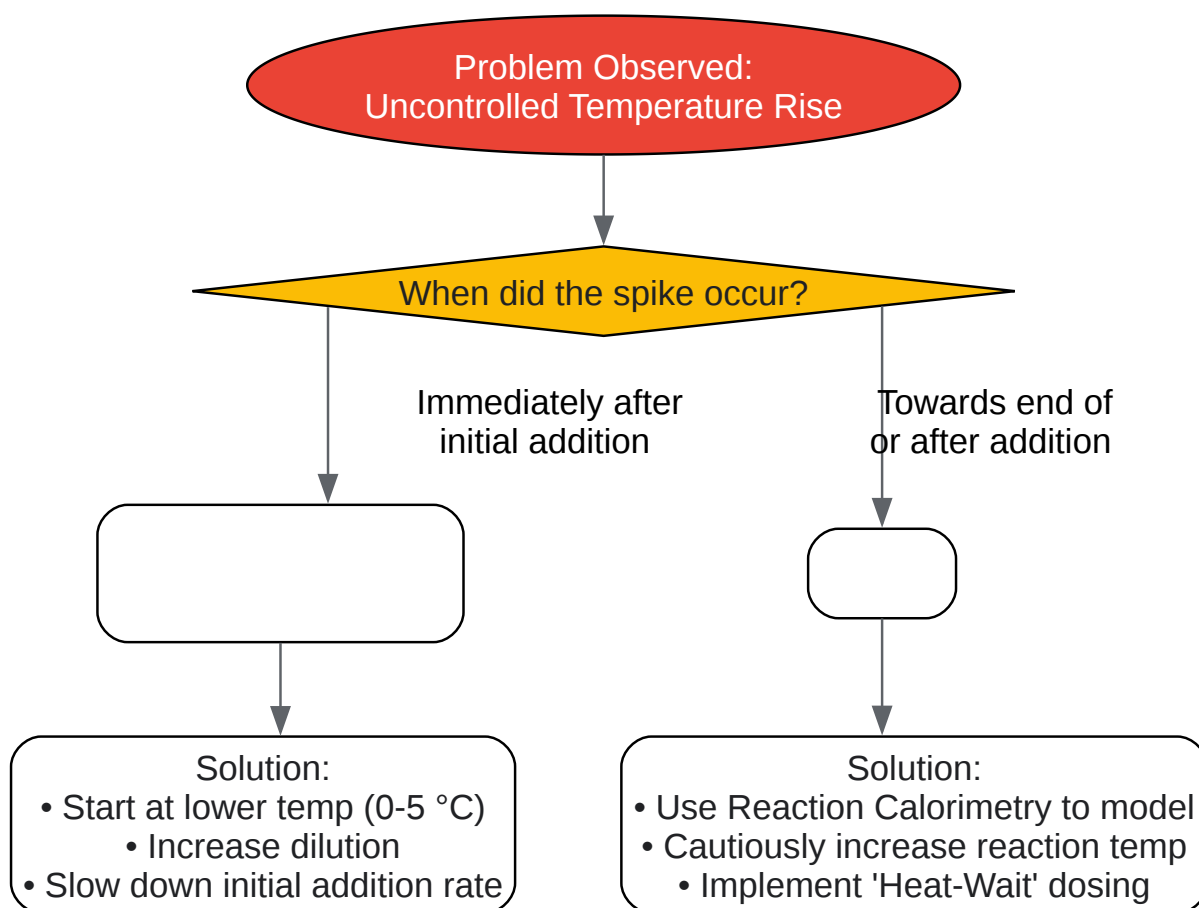 Problem Observed:
Uncontrolled Temperature Rise
When did the spike occur?
Immediately after
initial addition
Towards end of
or after addition
Solution:
• Start at lower temp (0-5 °C)
• Increase dilution
• Slow down initial addition rate
Solution:
• Use Reaction Calorimetry to model
• Cautiously increase reaction temp
• Implement 'Heat-Wait' dosing